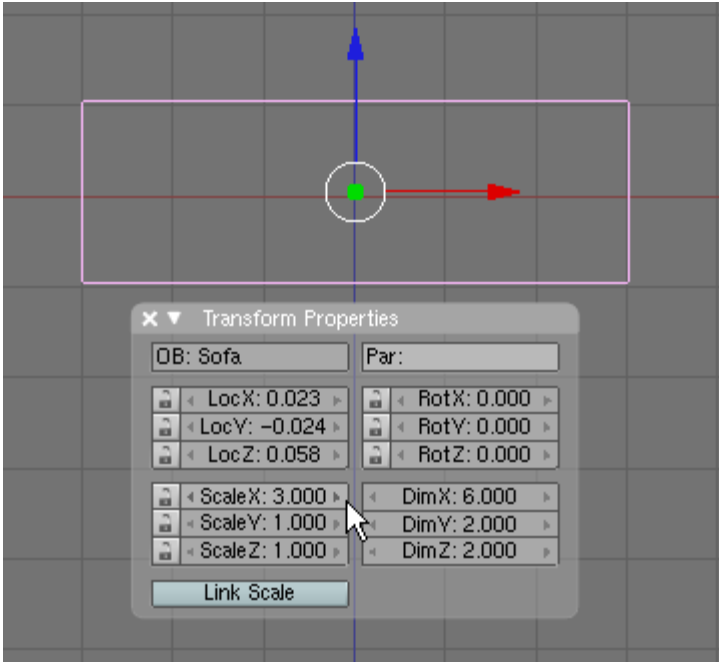 Transform Properties
OB: Sofa Par:
LocX: 0.023 RotX: 0.000
LocY: -0.024 RotY: 0.000
LocZ: 0.058 RotZ: 0.000
ScaleX: 3.000 DimX: 6.000
ScaleY: 1.000 DimY: 2.000
ScaleZ: 1.000 DimZ: 2.000
Link Scale